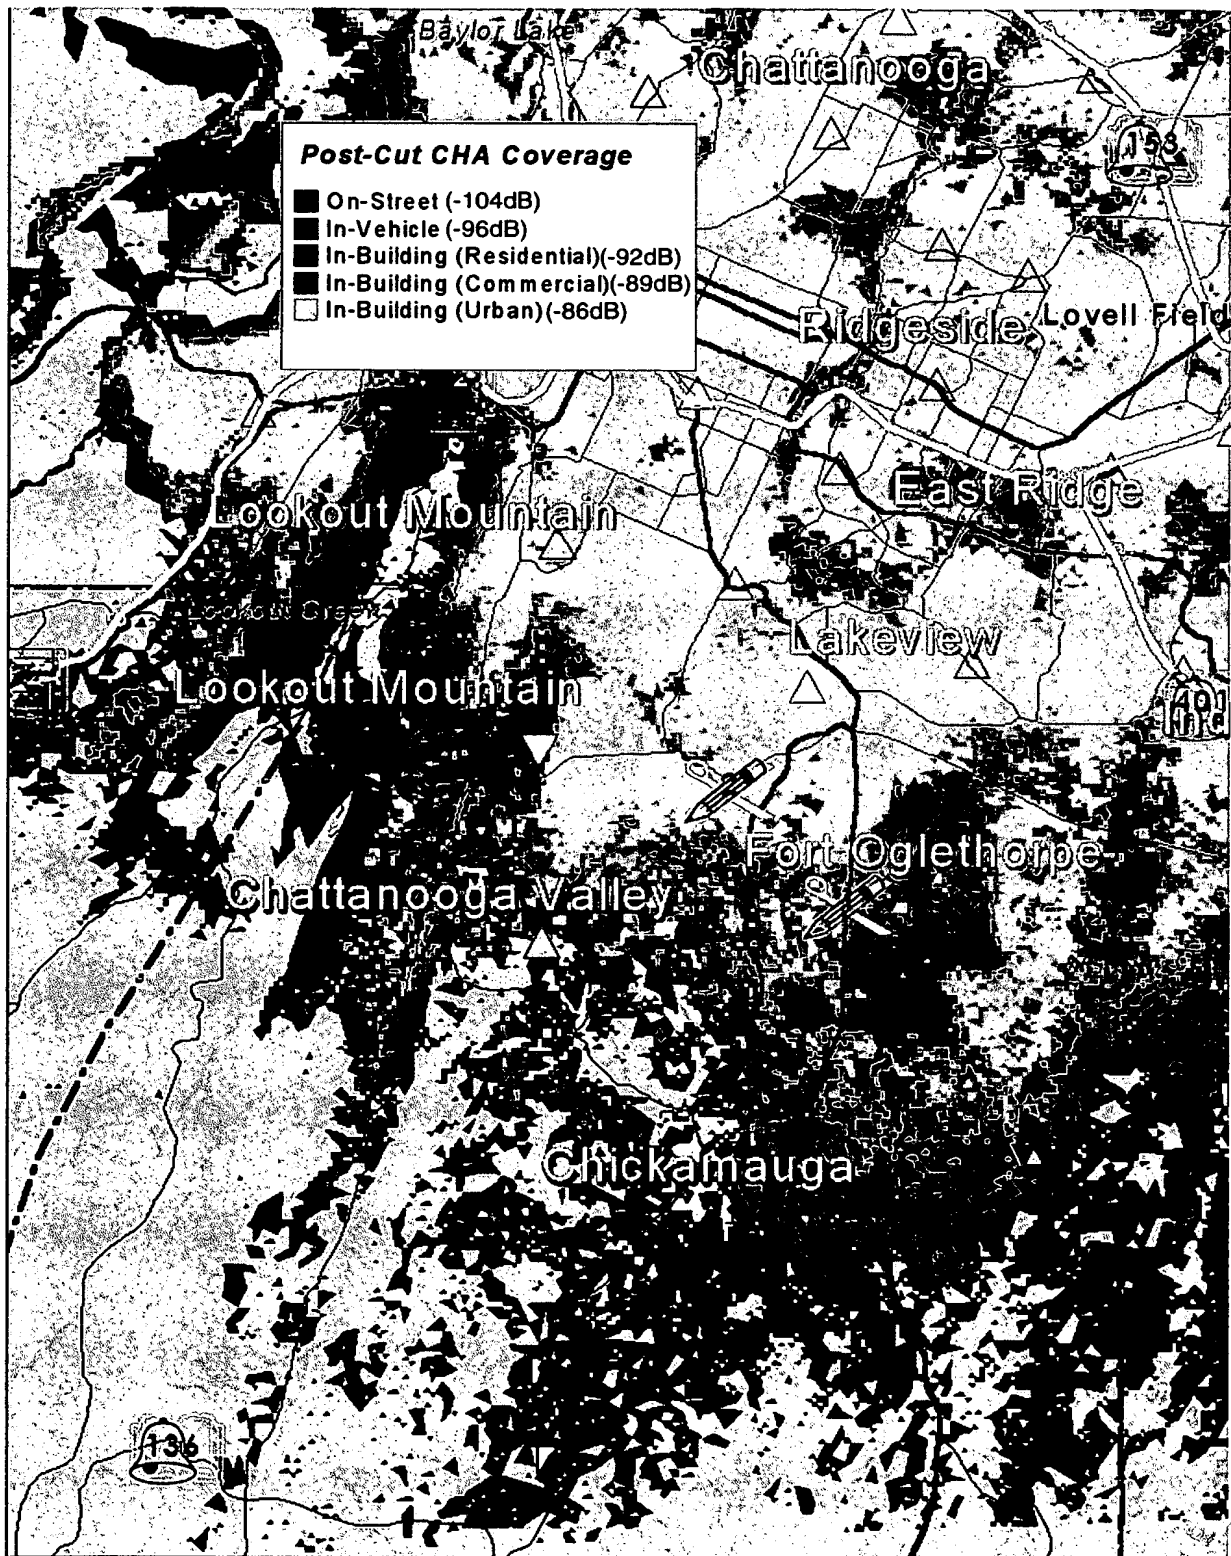 Baylor Lake
Chattanooga
153
Post-Cut CHA Coverage
On-Street (-104dB)
In-Vehicle (-96dB)
In-Building (Residential)(-92dB)
In-Building (Commercial)(-89dB)
In-Building (Urban)(-86dB)
Ridgeside
Lovell Field
East Ridge
Lookout Mountain
Lookout Creek
Lakeview
Lookout Mountain
401
Ind
Fort Oglethorpe
Chattanooga Valley
Chickamauga
136